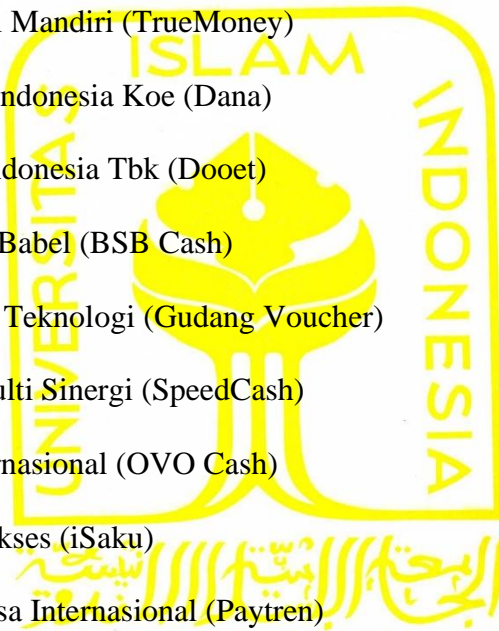 Mandiri (TrueMoney)
ISLAM
ndonesia Koe (Dana)
donesia Tbk (Dooet)
Babel (BSB Cash)
Teknologi (Gudang Voucher)
ulti Sinergi (SpeedCash)
rnasional (OVO Cash)
kses (iSaku)
sa Internasional (Paytren)
UNIVERSITAS
INDONESIA